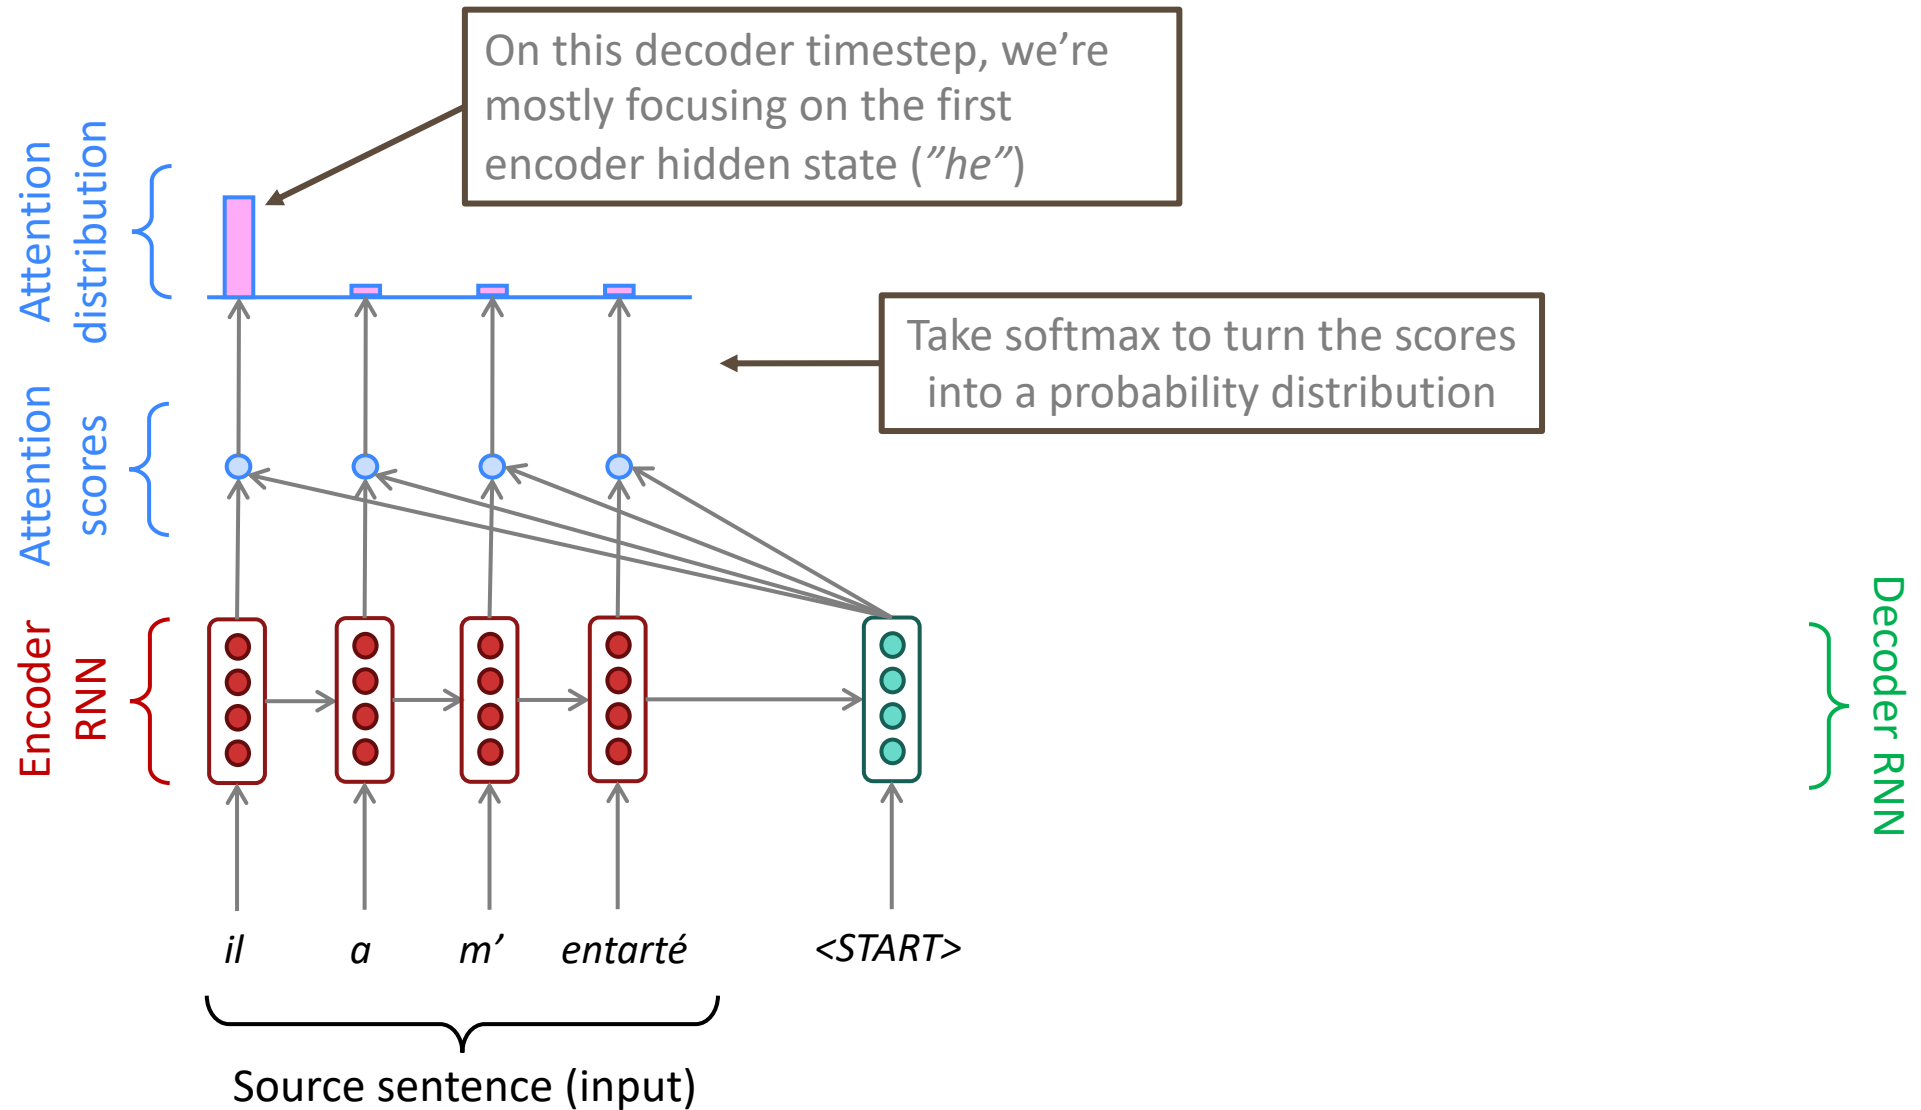 On this decoder timestep, we’re
mostly focusing on the first
encoder hidden state (”he”)
Attention
distribution
Take softmax to turn the scores
into a probability distribution
Attention
scores
Encoder
RNN
Decoder RNN
il a m’ entarté <START>
Source sentence (input)